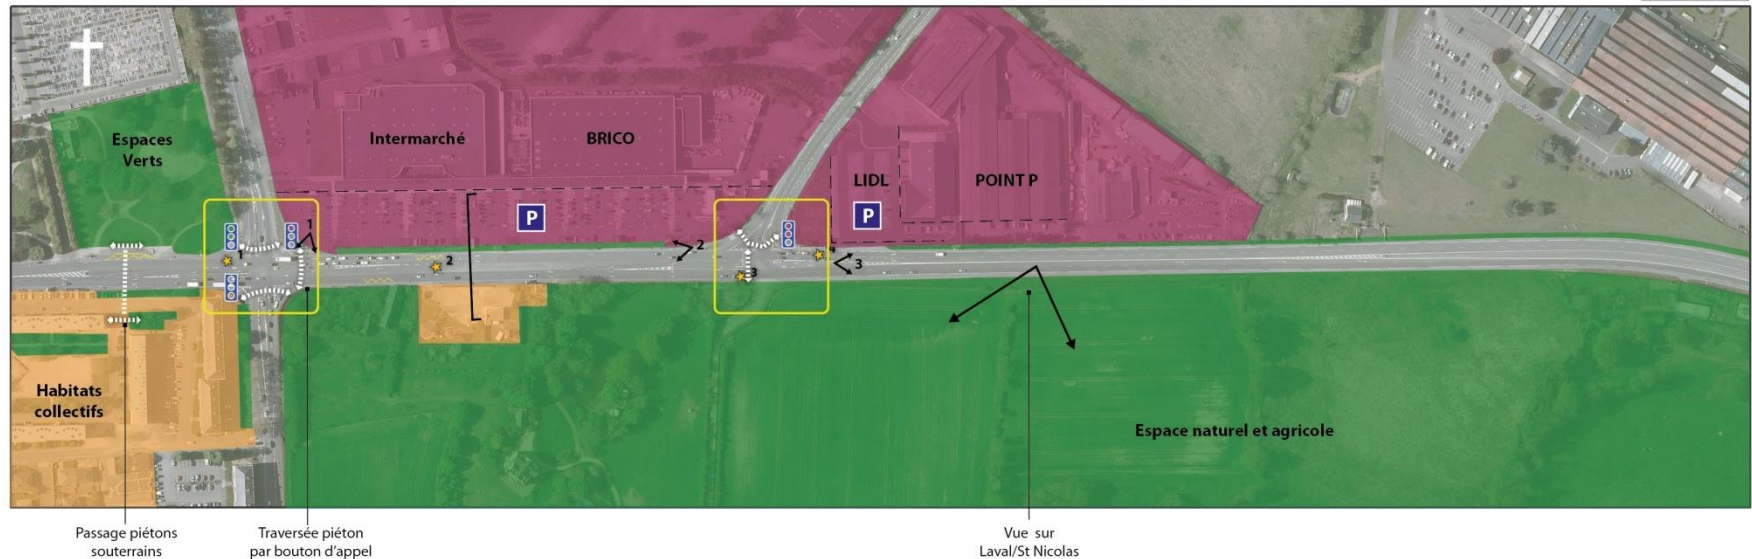 Espaces
Verts
Intermarché
BRICO
LIDL
POINT P
P
P
1
1
2
2
3
4
3
Habitats
collectifs
Espace naturel et agricole
Passage piétons
souterrains
Traversée piéton
par bouton d'appel
Vue sur
Laval/St Nicolas